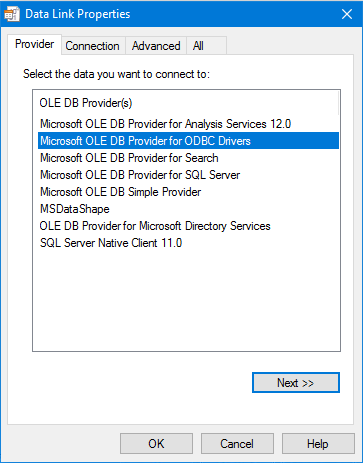 Data Link Properties
Provider Connection Advanced All
Select the data you want to connect to:
OLE DB Provider(s)
Microsoft OLE DB Provider for Analysis Services 12.0
Microsoft OLE DB Provider for ODBC Drivers
Microsoft OLE DB Provider for Search
Microsoft OLE DB Provider for SQL Server
Microsoft OLE DB Simple Provider
MSDataShape
OLE DB Provider for Microsoft Directory Services
SQL Server Native Client 11.0
Next >>
OK Cancel Help